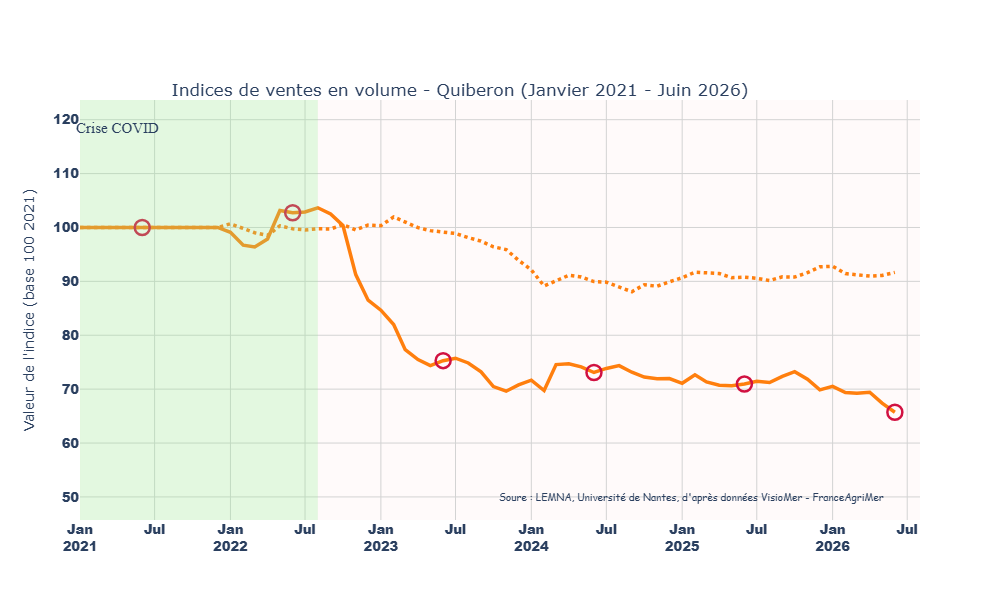 Indices de ventes en volume - Quiberon (Janvier 2021 - Juin 2026)
Valeur de l'indice (base 100 2021)
120
Crise COVID
110
100
90
80
70
60
50
Soure : LEMNA, Université de Nantes, d'après données VisioMer - FranceAgriMer
Jan Jul Jan Jul Jan Jul Jan Jul Jan Jul Jan Jul
2021 2022 2023 2024 2025 2026